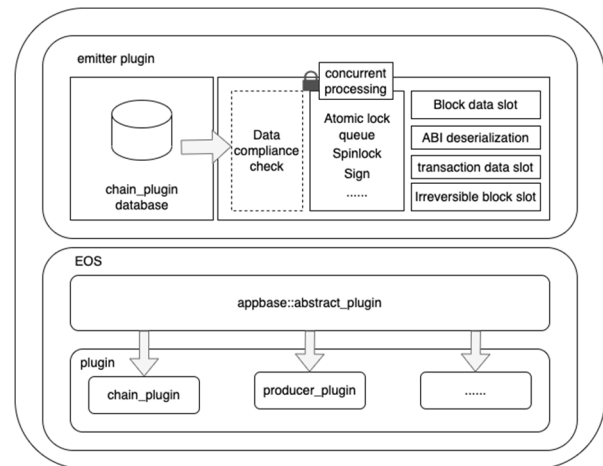 emitter plugin
chain_plugin
database
Data
compliance
check
concurrent
processing
Atomic lock
queue
Spinlock
Sign
......
Block data slot
ABI deserialization
transaction data slot
Irreversible block slot
EOS
appbase::abstract_plugin
plugin
chain_plugin
producer_plugin
......